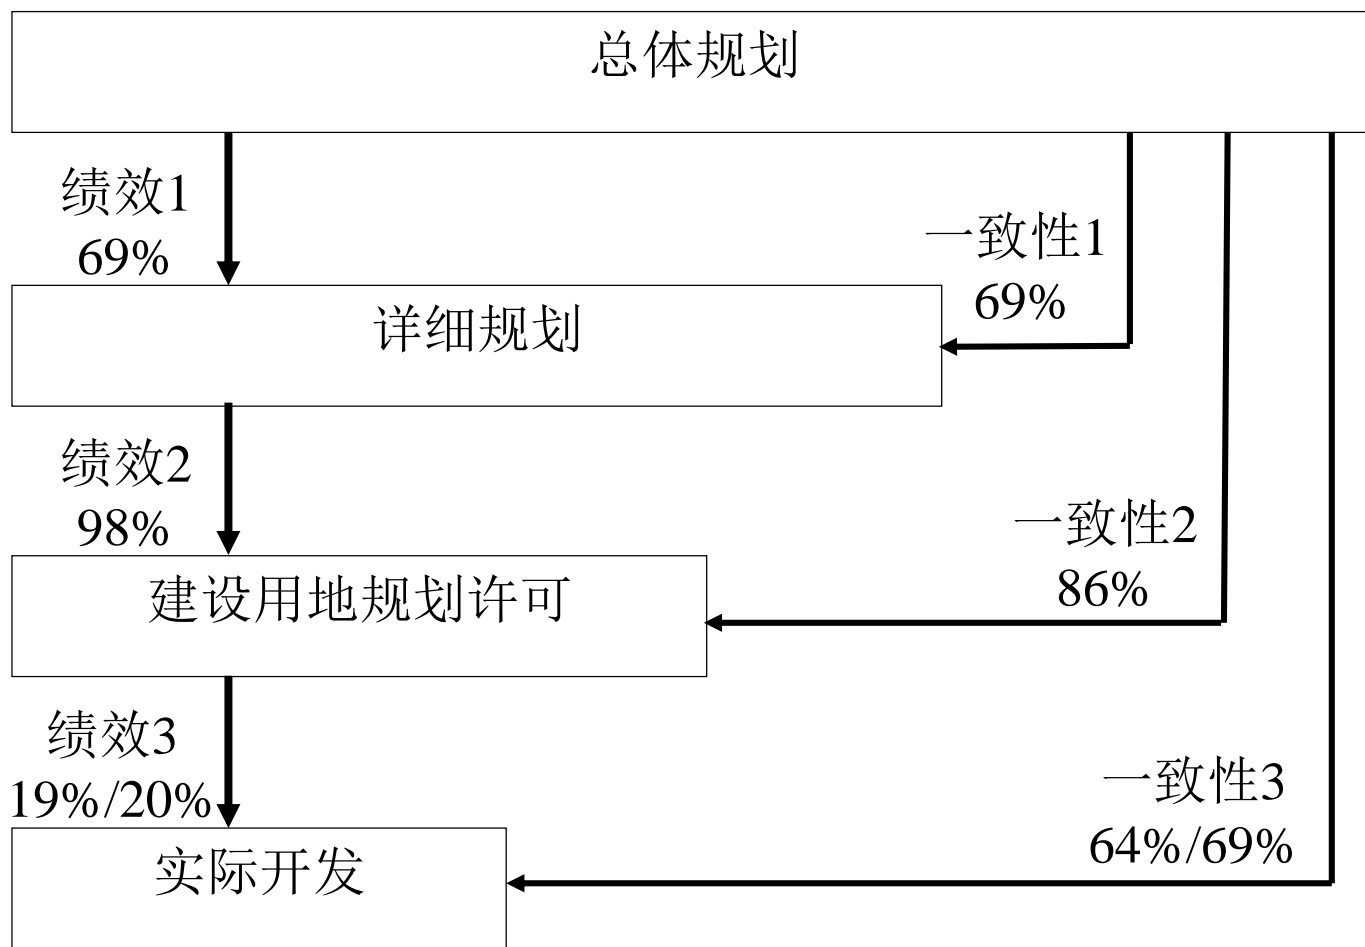 总体规划
绩效1
69%
一致性1
69%
详细规划
绩效2
98%
一致性2
86%
建设用地规划许可
绩效3
19%/20%
一致性3
64%/69%
实际开发